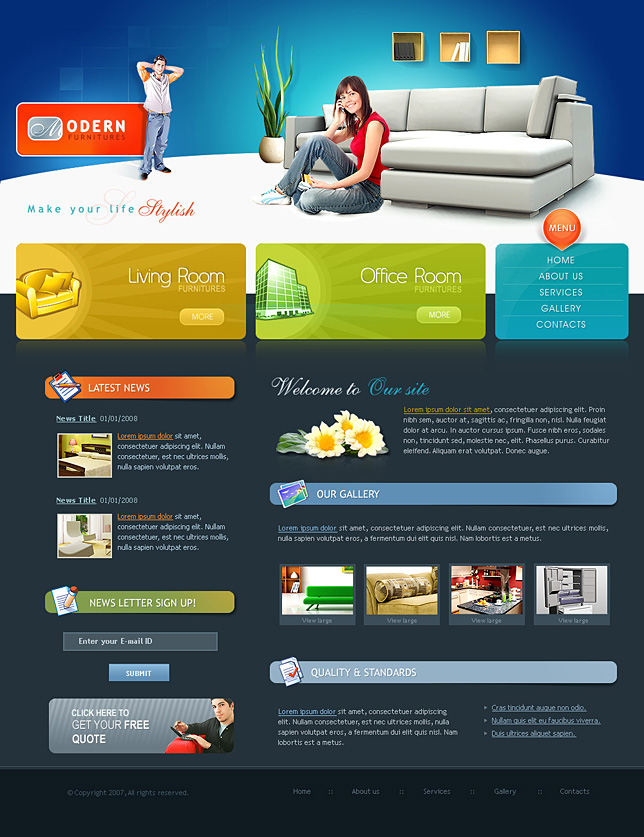 MODERN
FURNITURES
Make your life Stylish
MENU
HOME
ABOUT US
SERVICES
GALLERY
CONTACTS
Living Room
FURNITURES
MORE
Office Room
FURNITURES
MORE
LATEST NEWS
News Title 01/01/2008
Lorem ipsum dolor sit amet,
consectetuer adipiscing elit. Nullam
consectetuer, est nec ultrices mollis,
nulla sapien volutpat eros.
News Title 01/01/2008
Lorem ipsum dolor sit amet,
consectetuer adipiscing elit. Nullam
consectetuer, est nec ultrices mollis,
nulla sapien volutpat eros.
NEWS LETTER SIGN UP!
Enter your E-mail ID
SUBMIT
CLICK HERE TO
GET YOUR FREE
QUOTE
Welcome to Our site
Lorem ipsum dolor sit amet, consectetuer adipiscing elit. Proin
nibh sem, auctor at, sagittis ac, fringilla non, nisl. Nulla feugiat
dolor at arcu. In auctor cursus ipsum. Fusce nibh eros, sodales
non, tincidunt sed, molestie nec, elit. Phasellus purus. Curabitur
eleifend. Aliquam erat volutpat. Donec augue.
OUR GALLERY
Lorem ipsum dolor sit amet, consectetuer adipiscing elit. Nullam consectetuer, est nec ultrices mollis,
nulla sapien volutpat eros, a fermentum dui elit quis nisl. Nam lobortis est a metus.
View large
View large
View large
View large
QUALITY & STANDARDS
Lorem ipsum dolor sit amet, consectetuer adipiscing
elit. Nullam consectetuer, est nec ultrices mollis, nulla
sapien volutpat eros, a fermentum dui elit quis nisl. Nam
lobortis est a metus.
Cras tincidunt augue non odio.
Nullam quis elit eu faucibus viverra.
Duis ultrices aliquet sapien.
© Copyright 2007, All rights reserved.
Home :: About us :: Services :: Gallery :: Contacts